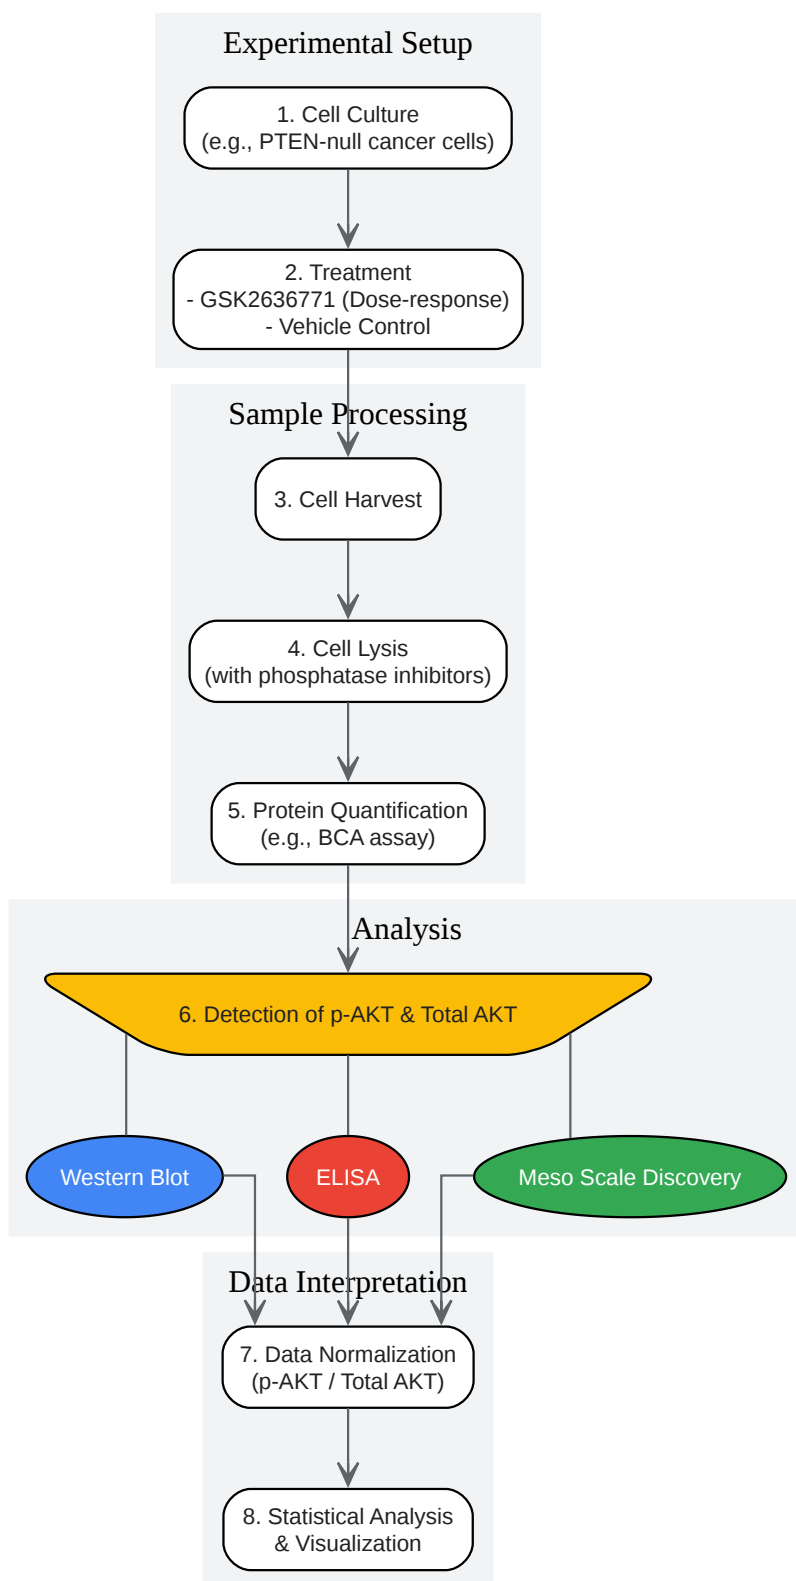 Experimental Setup
1. Cell Culture
(e.g., PTEN-null cancer cells)
2. Treatment
- GSK2636771 (Dose-response)
- Vehicle Control
Sample Processing
3. Cell Harvest
4. Cell Lysis
(with phosphatase inhibitors)
5. Protein Quantification
(e.g., BCA assay)
Analysis
6. Detection of p-AKT & Total AKT
Western Blot
ELISA
Meso Scale Discovery
Data Interpretation
7. Data Normalization
(p-AKT / Total AKT)
8. Statistical Analysis
& Visualization